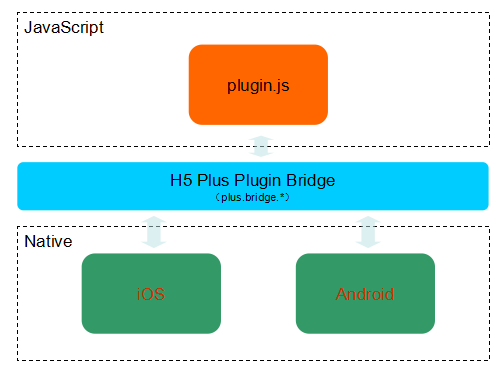 JavaScript
plugin.js
H5 Plus Plugin Bridge
（plus.bridge.*）
Native
iOS
Android